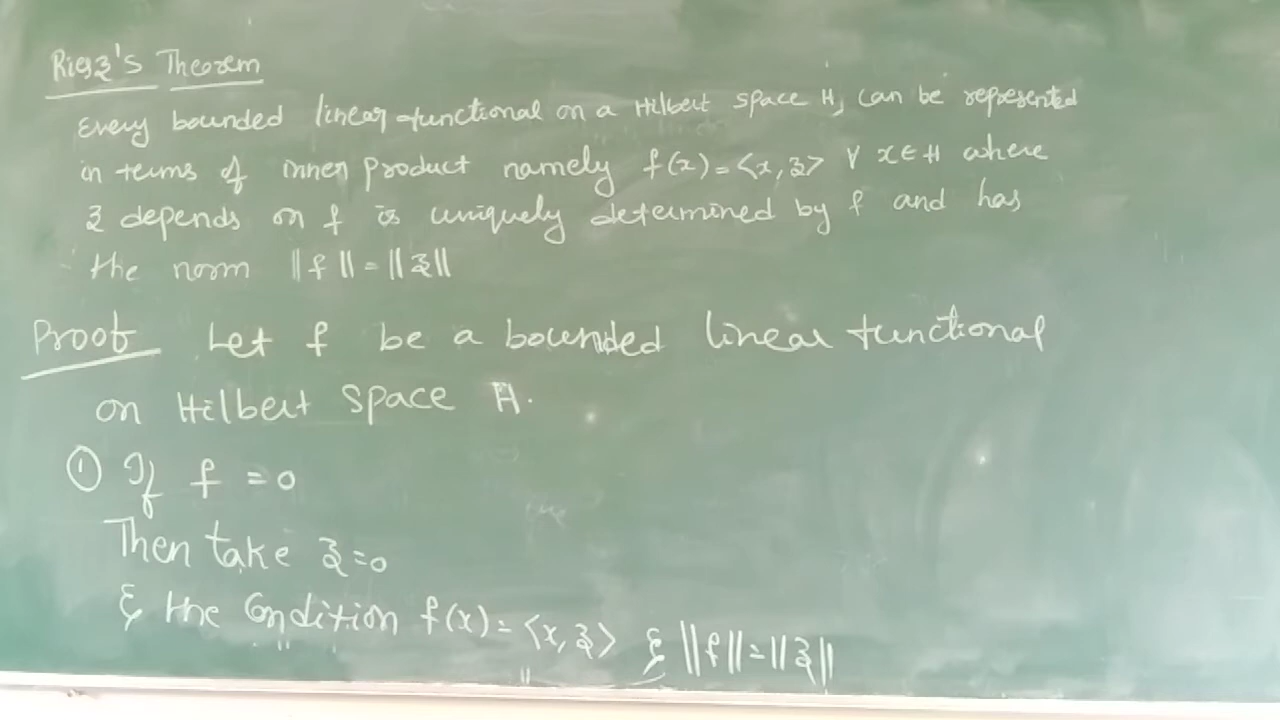 Riesz's Theorem
Every bounded linear functional on a Hilbert space H, can be represented
in terms of inner product namely f(x)=<x,z> ∀ x∈H where
z depends on f is uniquely determined by f and has
the norm ||f||=||z||
Proof Let f be a bounded linear functional
on Hilbert space H.
① If f=0
Then take z=0
& the Condition f(x)=<x,z> & ||f||=||z||